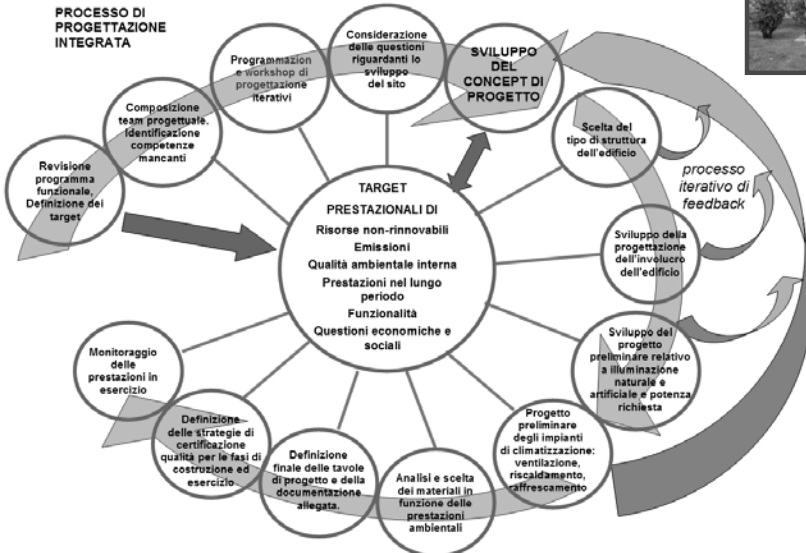 PROCESSO DI
PROGETTAZIONE
INTEGRATA
Revisione
programma
funzionale,
Definizione dei
target
Composizione
team progettuale.
Identificazione
competenze
mancanti
Programmazion
e workshop di
progettazione
iterativi
Considerazione
delle questioni
riguardanti lo
sviluppo
del sito
SVILUPPO
DEL
CONCEPT DI
PROGETTO
Scelta del
tipo di struttura
dell'edificio
processo
iterativo di
feedback
Sviluppo della
progettazione
dell'involucro
dell'edificio
Sviluppo del
progetto
preliminare relativo
a illuminazione
naturale e
artificiale e potenza
richiesta
Progetto
preliminare
degli impianti
di climatizzazione:
ventilazione,
riscaldamento,
raffrescamento
Analisi e scelta
dei materiali in
funzione delle
prestazioni
ambientali
Definizione
finale delle tavole
di progetto e della
documentazione
allegata.
Definizione
delle strategie di
certificazione
qualità per le fasi di
costruzione ed
esercizio
Monitoraggio
delle
prestazioni in
esercizio
TARGET
PRESTAZIONALI DI
Risorse non-rinnovabili
Emissioni
Qualità ambientale interna
Prestazioni nel lungo
periodo
Funzionalità
Questioni economiche e
sociali